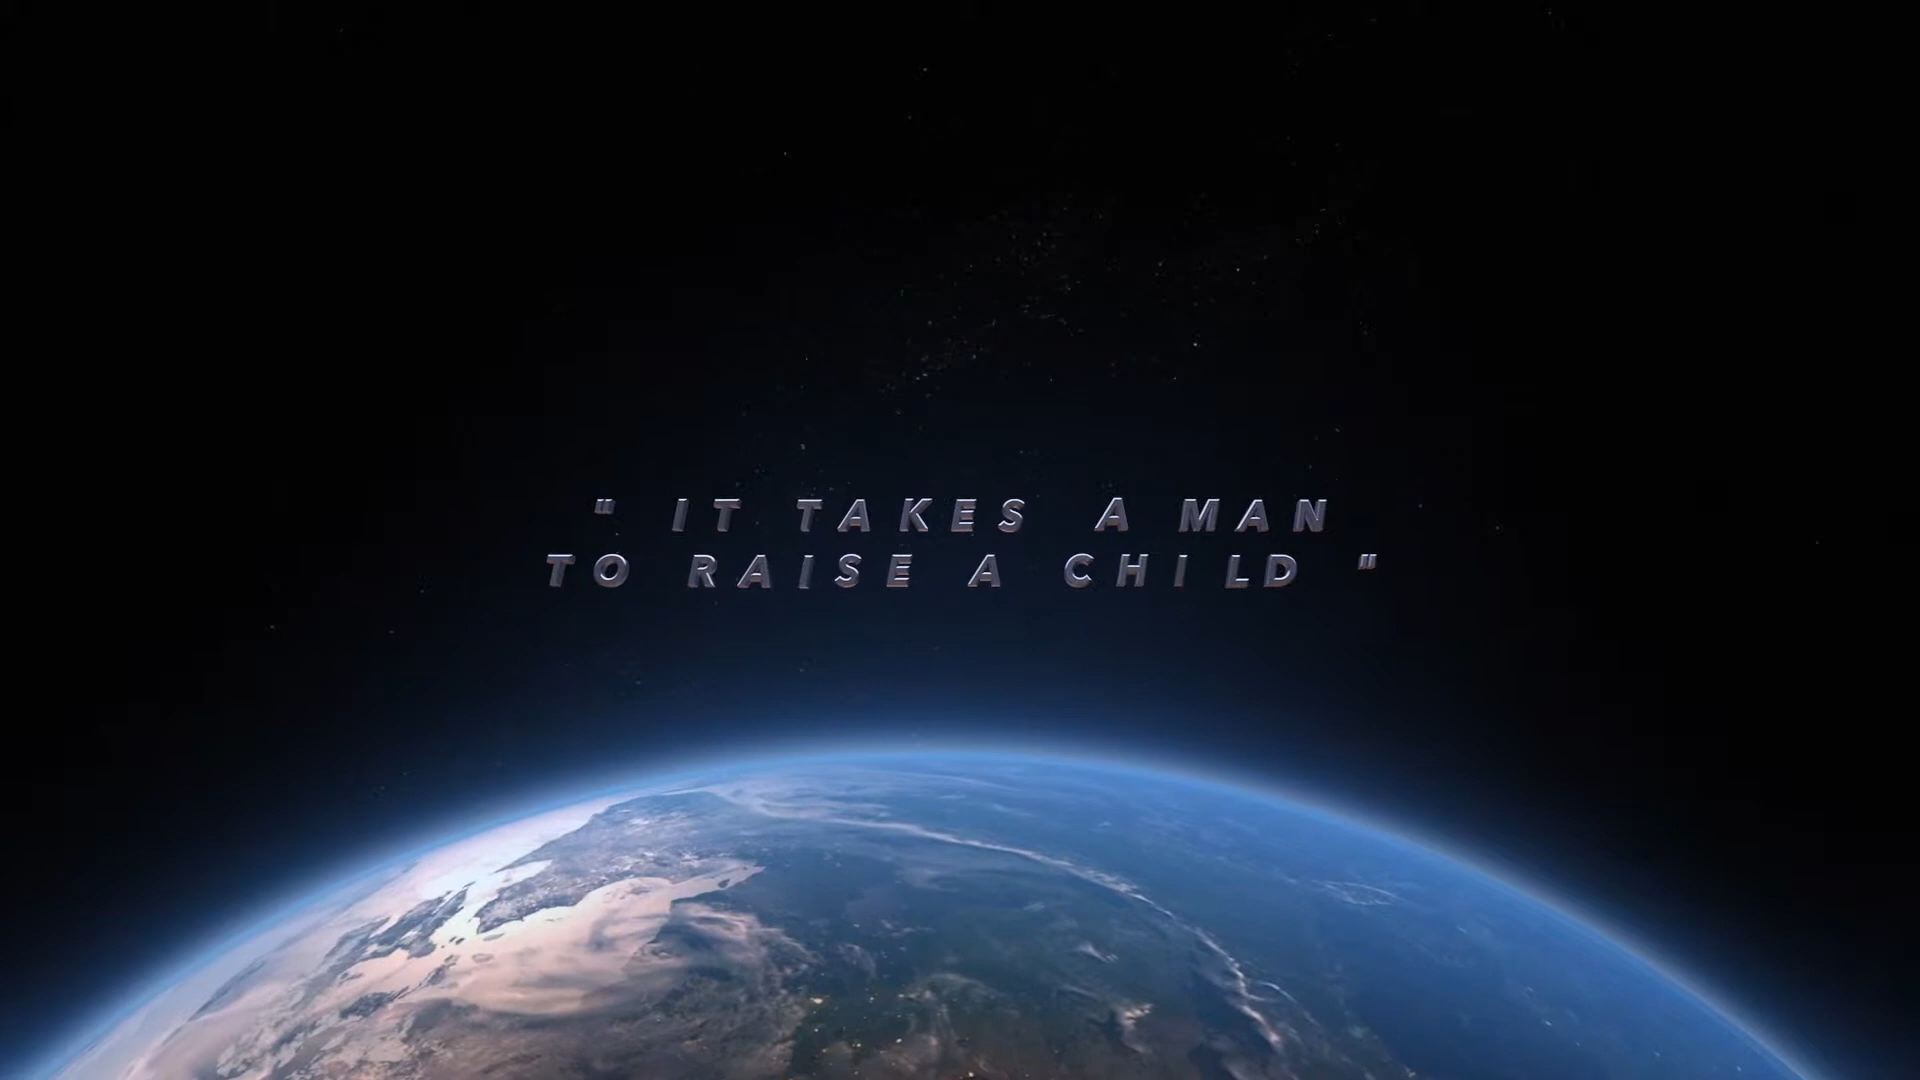 " IT TAKES A MAN
TO RAISE A CHILD "